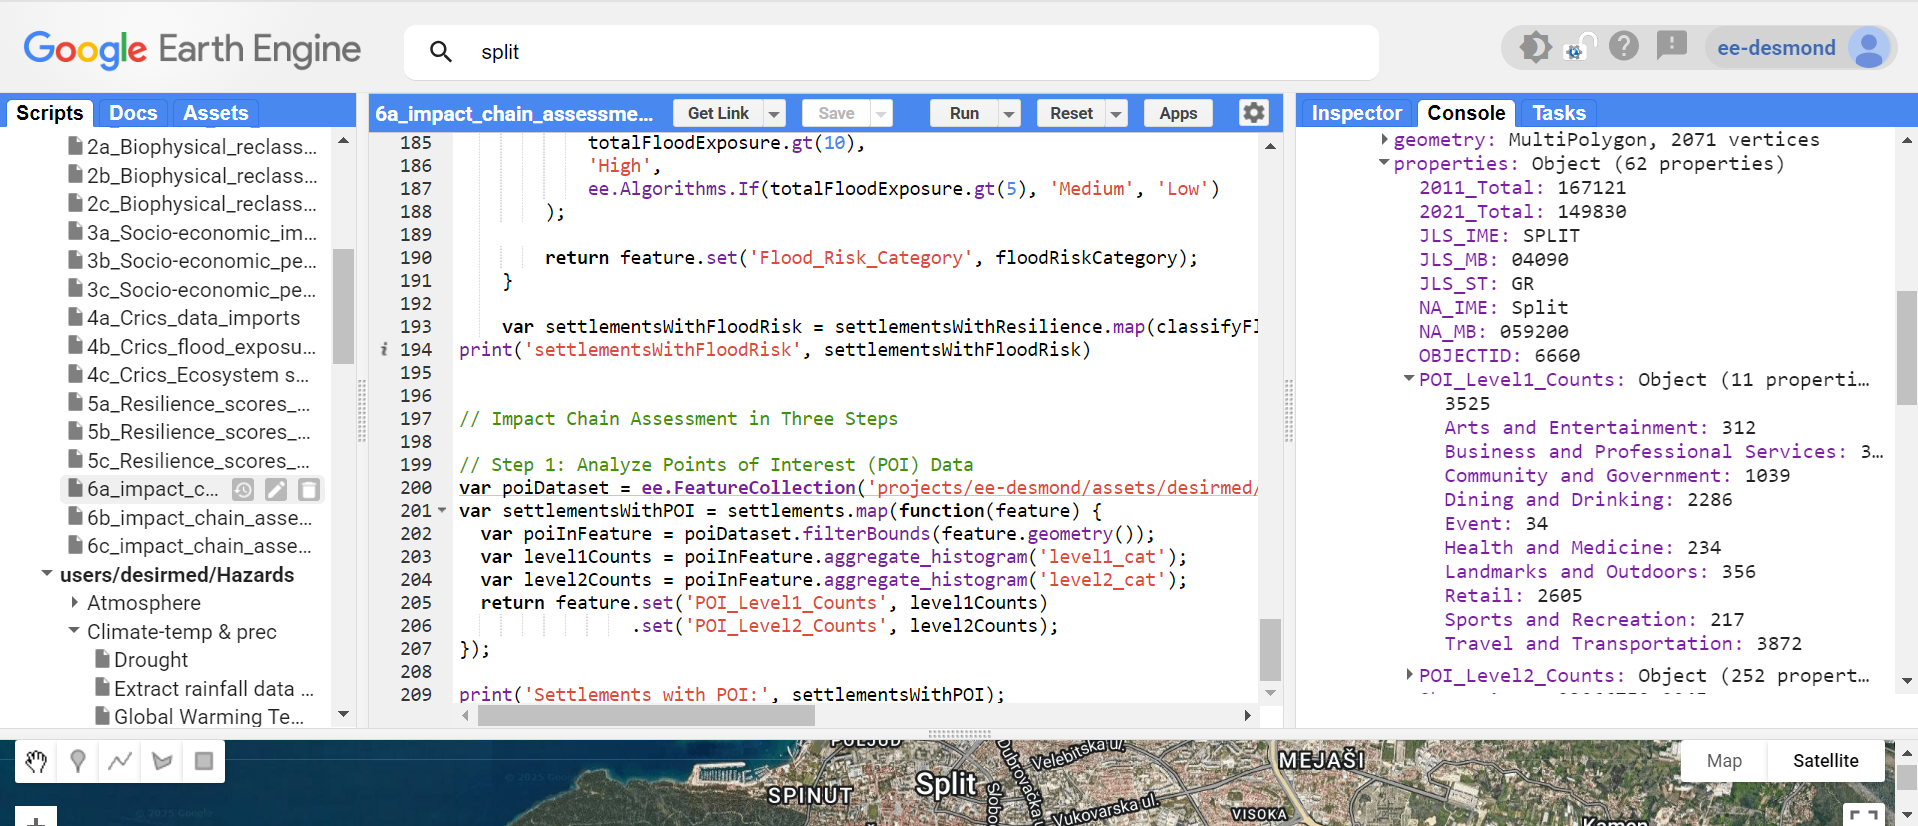 Google Earth Engine
split
ee-desmond
Scripts
Docs
Assets
2a_Biophysical_reclass...
2b_Biophysical_reclass...
2c_Biophysical_reclass...
3a_Socio-economic_im...
3b_Socio-economic_pe...
3c_Socio-economic_pe...
4a_Crics_data_imports
4b_Crics_flood_exposu...
4c_Crics_Ecosystem s...
5a_Resilience_scores_...
5b_Resilience_scores_...
5c_Resilience_scores_...
6a_impact_c...
6b_impact_chain_asse...
6c_impact_chain_asse...
users/desirmed/Hazards
Atmosphere
Climate-temp & prec
Drought
Extract rainfall data ...
Global Warming Te...
6a_impact_chain_assessme...
Get Link
Save
Run
Reset
Apps
185 totalFloodExposure.gt(10),
186 'High',
187 ee.Algorithms.If(totalFloodExposure.gt(5), 'Medium', 'Low')
188 );
189
190 return feature.set('Flood_Risk_Category', floodRiskCategory);
191 }
192
193 var settlementsWithFloodRisk = settlementsWithResilience.map(classifyFl
i 194 print('settlementsWithFloodRisk', settlementsWithFloodRisk)
195
196
197 // Impact Chain Assessment in Three Steps
198
199 // Step 1: Analyze Points of Interest (POI) Data
200 var poiDataset = ee.FeatureCollection('projects/ee-desmond/assets/desirmed/
201 var settlementsWithPOI = settlements.map(function(feature) {
202 var poiInFeature = poiDataset.filterBounds(feature.geometry());
203 var level1Counts = poiInFeature.aggregate_histogram('level1_cat');
204 var level2Counts = poiInFeature.aggregate_histogram('level2_cat');
205 return feature.set('POI_Level1_Counts', level1Counts)
206 .set('POI_Level2_Counts', level2Counts);
207 });
208
209 print('Settlements with POI:', settlementsWithPOI);
Inspector
Console
Tasks
geometry: MultiPolygon, 2071 vertices
properties: Object (62 properties)
2011_Total: 167121
2021_Total: 149830
JLS_IME: SPLIT
JLS_MB: 04090
JLS_ST: GR
NA_IME: Split
NA_MB: 059200
OBJECTID: 6660
POI_Level1_Counts: Object (11 properti...
3525
Arts and Entertainment: 312
Business and Professional Services: 3...
Community and Government: 1039
Dining and Drinking: 2286
Event: 34
Health and Medicine: 234
Landmarks and Outdoors: 356
Retail: 2605
Sports and Recreation: 217
Travel and Transportation: 3872
POI_Level2_Counts: Object (252 propert...
Map
Satellite
POLJUD
Dubrovačka ul.
Velebitska ul.
MEJAŠI
SPINUT
Split
Slobo
Vukovarska ul.
VISOKA
Kamen
© 2025 Google